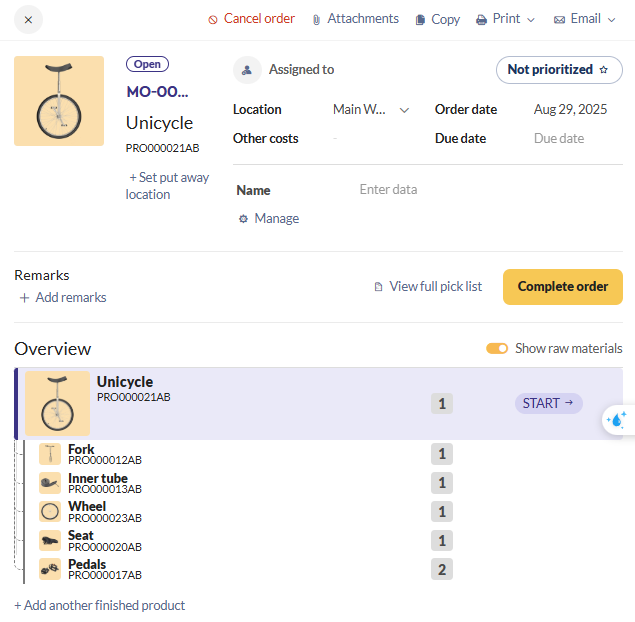 Cancel order
Attachments
Copy
Print
Email
Open
MO-00...
Unicycle
PRO000021AB
+ Set put away
location
Assigned to
Not prioritized
Location
Main W...
Order date
Aug 29, 2025
Other costs
-
Due date
Due date
Name
Enter data
Manage
Remarks
+ Add remarks
View full pick list
Complete order
Overview
Show raw materials
Unicycle
PRO000021AB
1
START →
Fork
PRO000012AB
1
Inner tube
PRO000013AB
1
Wheel
PRO000023AB
1
Seat
PRO000020AB
1
Pedals
PRO000017AB
2
+ Add another finished product